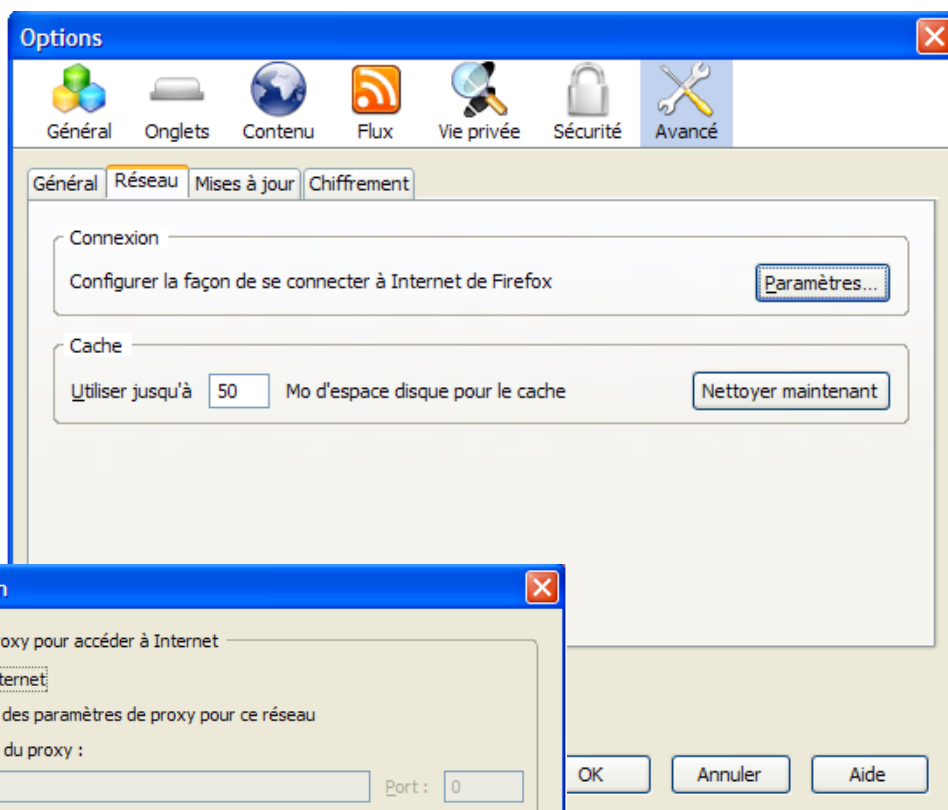 Options
Général Onglets Contenu Flux Vie privée Sécurité Avancé
Général Réseau Mises à jour Chiffrement
Connexion
Configurer la façon de se connecter à Internet de Firefox Paramètres...
Cache
Utiliser jusqu'à 50 Mo d'espace disque pour le cache Nettoyer maintenant
pour accéder à Internet
des paramètres de proxy pour ce réseau
du proxy :
Port : 0
OK Annuler Aide